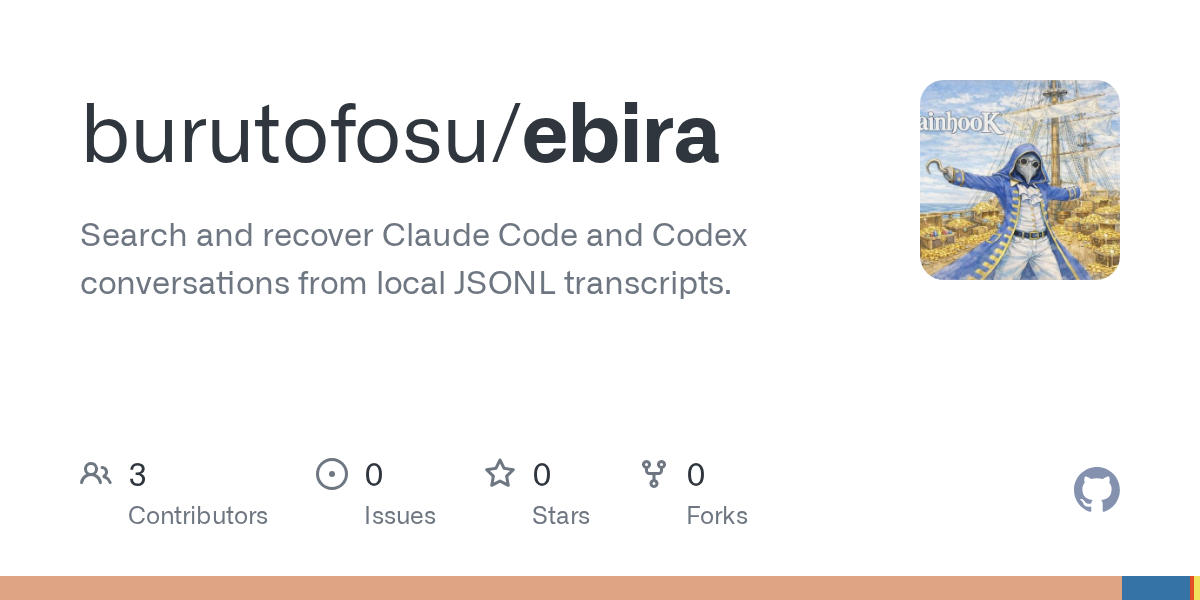 burutofosu/ebira
ainhooK
Search and recover Claude Code and Codex
conversations from local JSONL transcripts.
3
Contributors
0
Issues
0
Stars
0
Forks